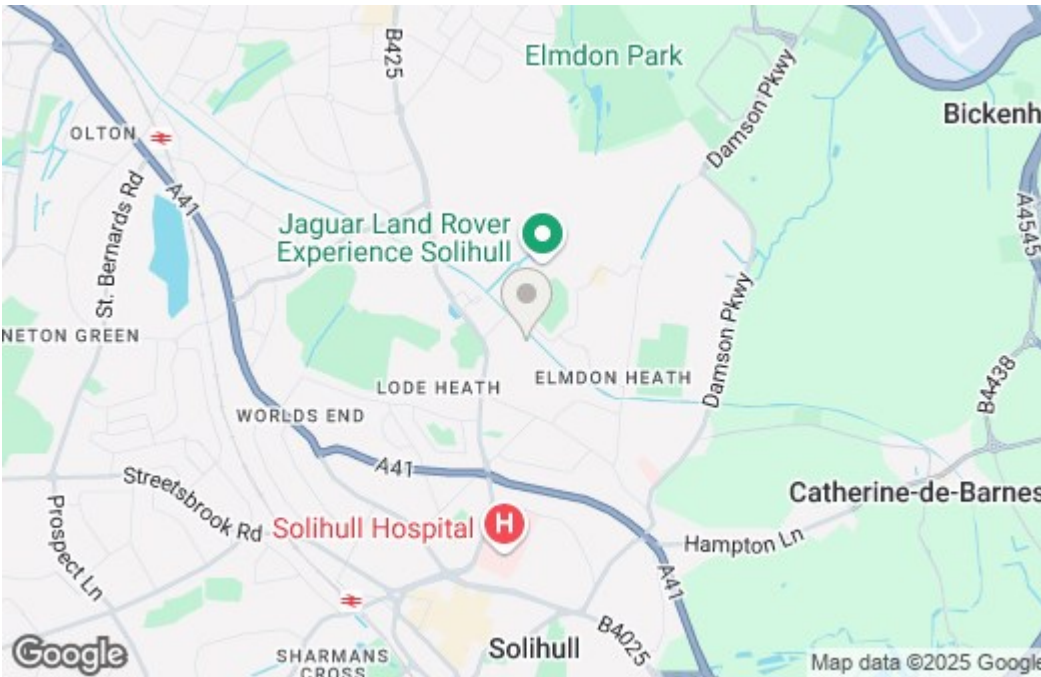 B425
Elmdon Park
Damson Pkwy
Bickenh
OLTON
A41
St. Bernards Rd
Jaguar Land Rover
Experience Solihull
A4545
NETON GREEN
LODE HEATH
ELMDON HEATH
Damson Pkwy
B4438
WORLDS END
A41
Streetsbrook Rd
Catherine-de-Barnes
Prospect Ln
Solihull Hospital
H
Hampton Ln
A41
B4025
Solihull
SHARMANS
CROSS
Google
Map data ©2025 Google